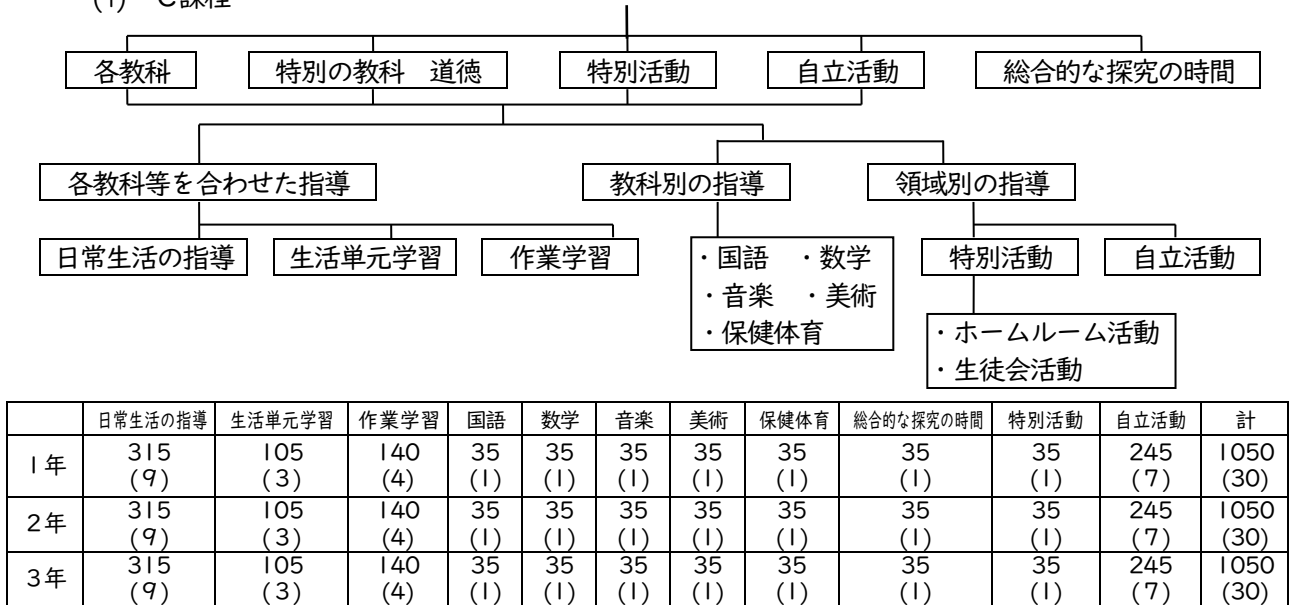 (1) C課程
各教科 特別の教科 道徳 特別活動 自立活動 総合的な探究の時間
各教科等を合わせた指導 教科別の指導 領域別の指導
日常生活の指導 生活単元学習 作業学習 ・国語 ・数学 特別活動 自立活動
・音楽 ・美術
・保健体育 ・ホームルーム活動
・生徒会活動
日常生活の指導 生活単元学習 作業学習 国語 数学 音楽 美術 保健体育 総合的な探究の時間 特別活動 自立活動 計
1年 315 105 140 35 35 35 35 35 35 35 245 1050
(9) (3) (4) (1) (1) (1) (1) (1) (1) (1) (7) (30)
2年 315 105 140 35 35 35 35 35 35 35 245 1050
(9) (3) (4) (1) (1) (1) (1) (1) (1) (1) (7) (30)
3年 315 105 140 35 35 35 35 35 35 35 245 1050
(9) (3) (4) (1) (1) (1) (1) (1) (1) (1) (7) (30)